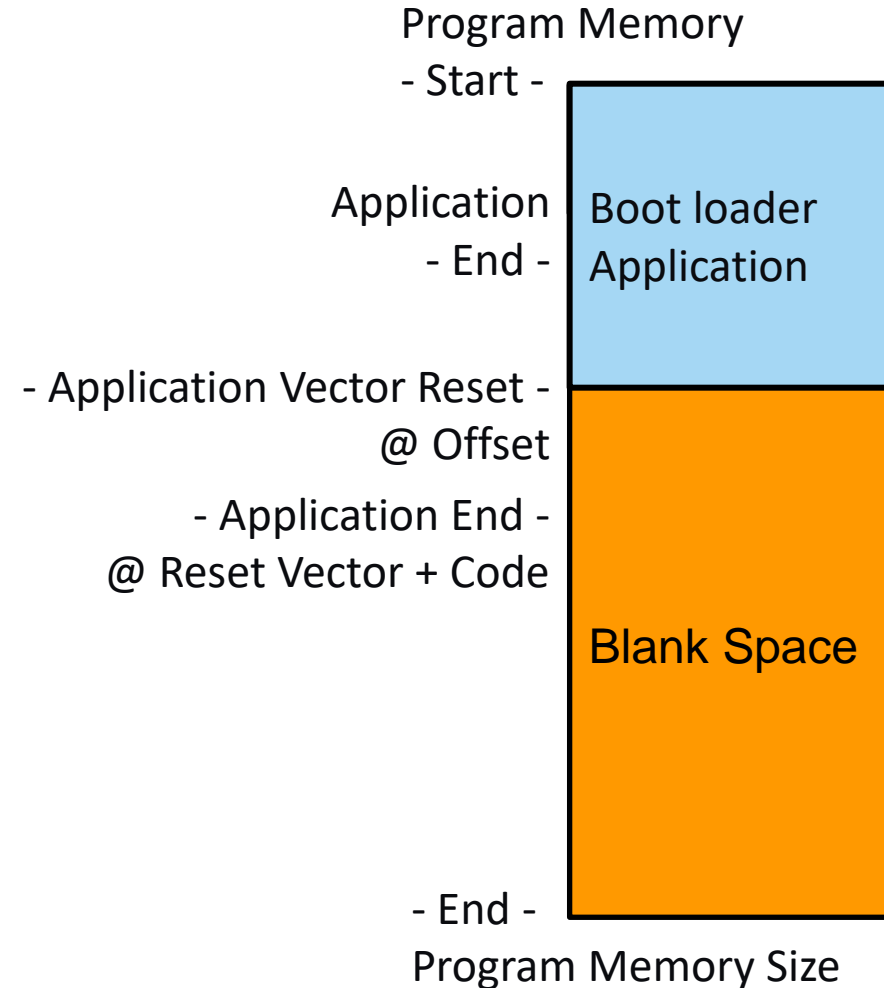 Program Memory
- Start -
Application
- End -
Boot loader
Application
- Application Vector Reset -
@ Offset
- Application End -
@ Reset Vector + Code
Blank Space
- End -
Program Memory Size